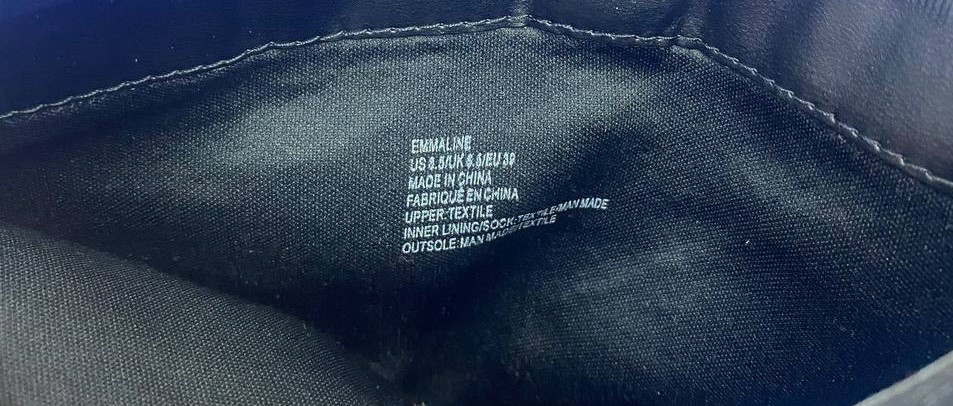 EMMALINE
US 8.5/UK 6.5/EU 39
MADE IN CHINA
FABRIQUÉ EN CHINA
UPPER:TEXTILE
INNER LINING/SOCK:TEXTILE-MAN MADE
OUTSOLE:MAN MADE/TEXTILE